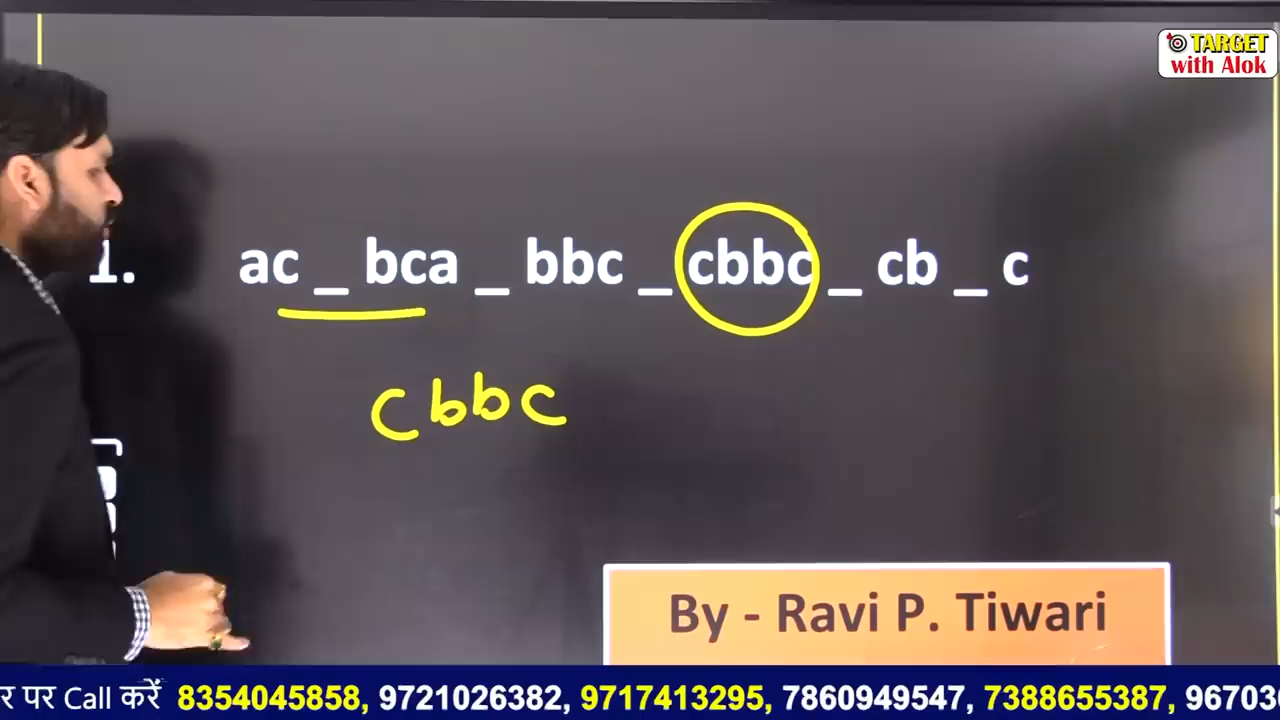 TARGET
with Alok
1. ac _ bca _ bbc _ cbbc _ cb _ c
cbbc
By - Ravi P. Tiwari
र पर Call करें 8354045858, 9721026382, 9717413295, 7860949547, 7388655387, 96703